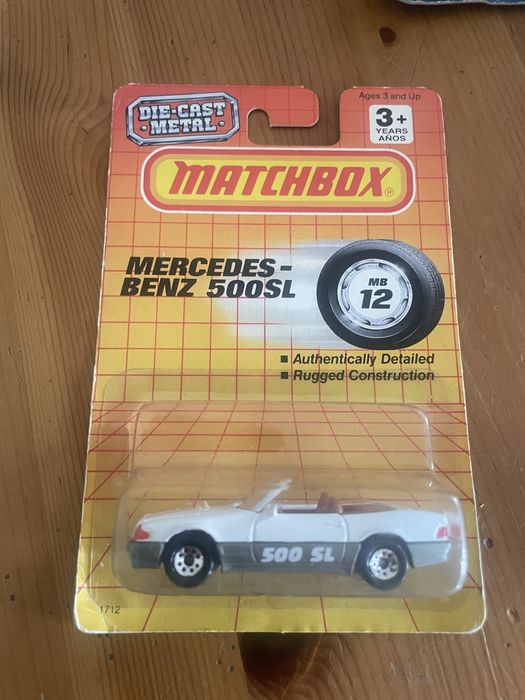 DIE-CAST
• METAL •
Ages 3 and Up
3+
YEARS
AÑOS
MATCHBOX®
MERCEDES-
BENZ 500SL
MB
12
■ Authentically Detailed
■ Rugged Construction
500 SL
1712